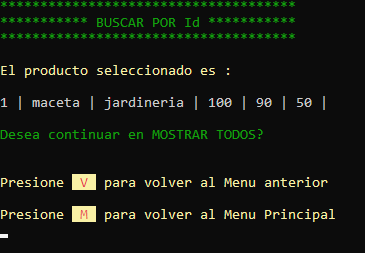 *************************************
*********** BUSCAR POR Id ***********
*************************************
El producto seleccionado es :
1 | maceta | jardineria | 100 | 90 | 50 |
Desea continuar en MOSTRAR TODOS?
Presione V para volver al Menu anterior
Presione M para volver al Menu Principal